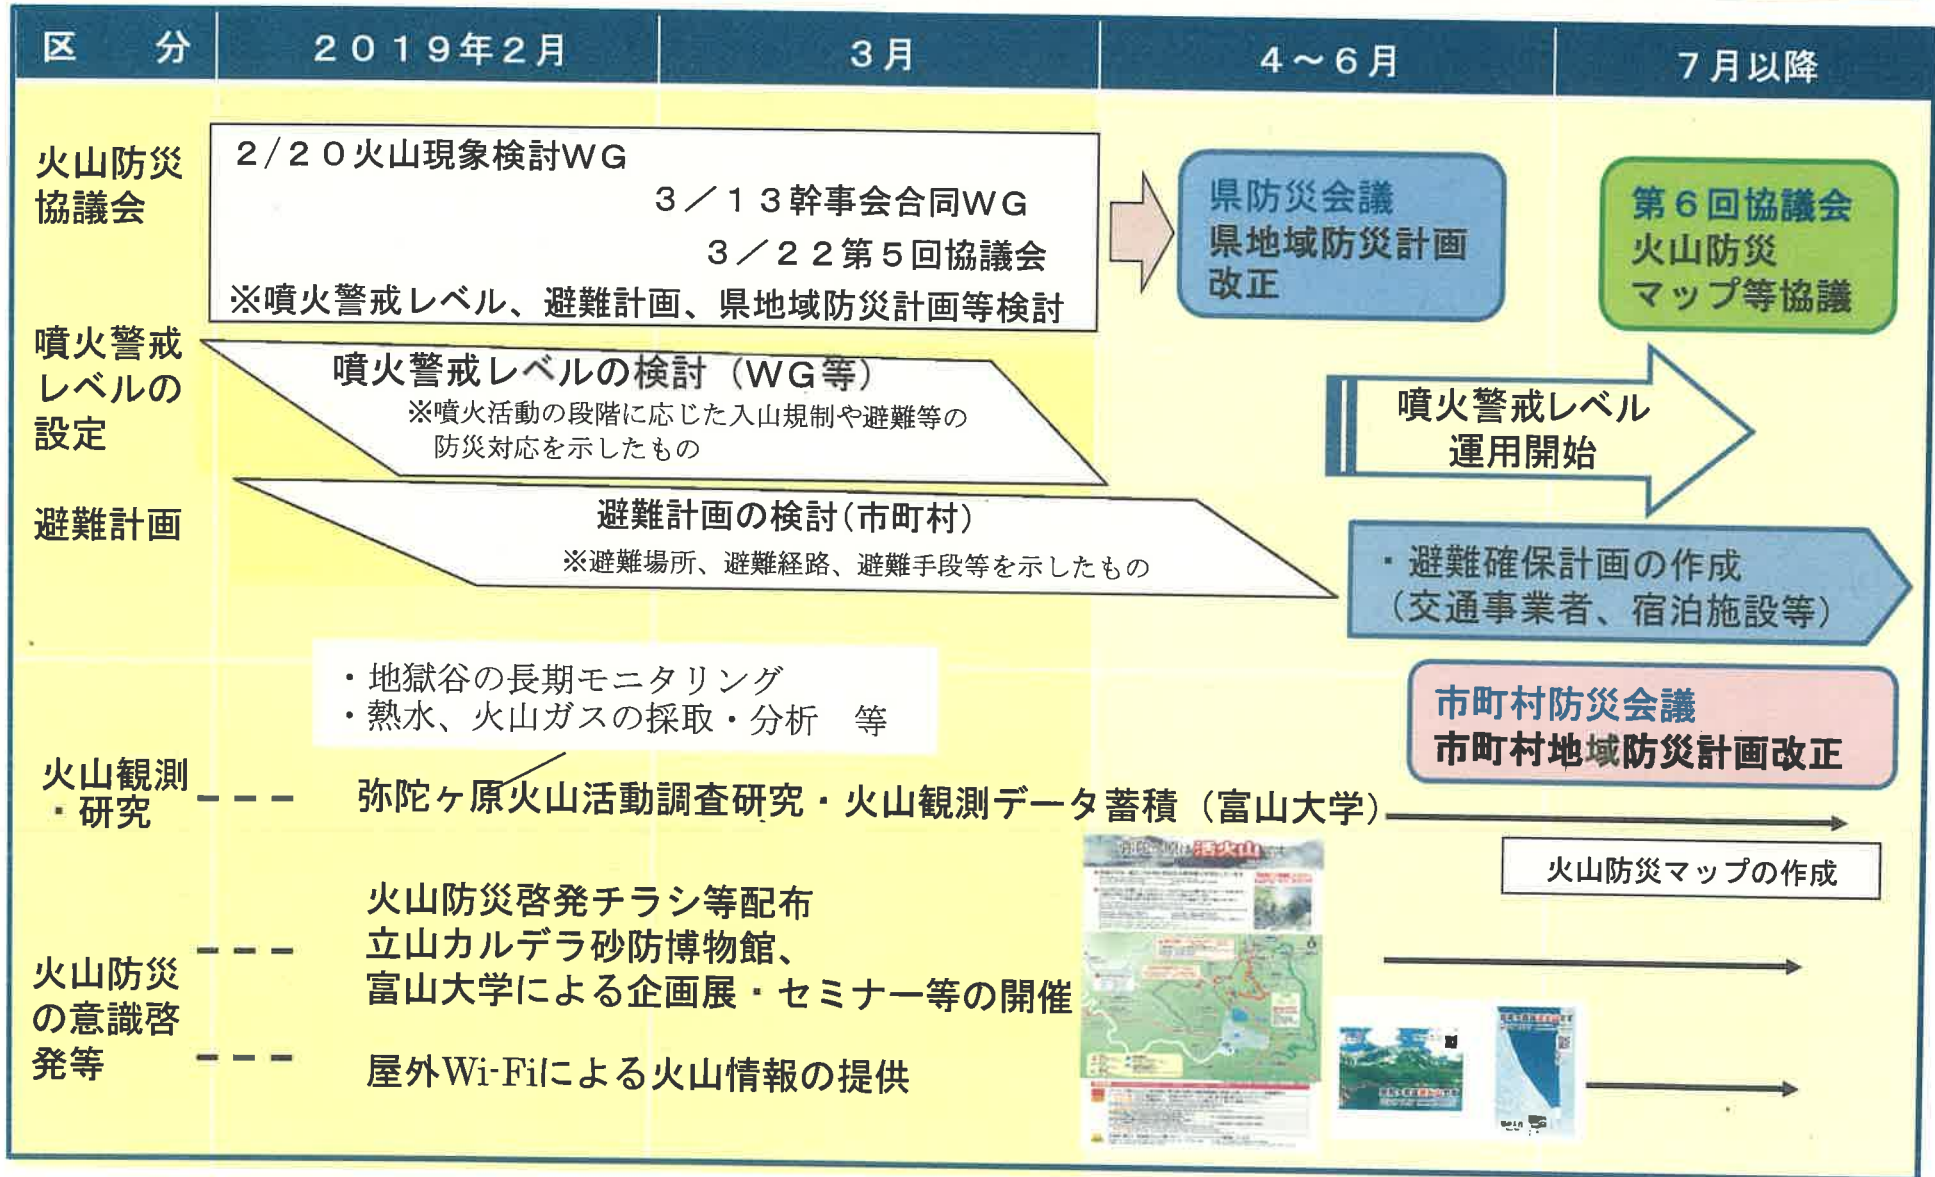 区　分
2019年2月
3月
4～6月
7月以降
火山防災
協議会
2/20火山現象検討WG
3／13幹事会合同WG
3／22第5回協議会
※噴火警戒レベル、避難計画、県地域防災計画等検討
県防災会議
県地域防災計画
改正
第6回協議会
火山防災
マップ等協議
噴火警戒
レベルの
設定
噴火警戒レベルの検討（WG等）
※噴火活動の段階に応じた入山規制や避難等の
防災対応を示したもの
噴火警戒レベル
運用開始
避難計画
避難計画の検討(市町村)
※避難場所、避難経路、避難手段等を示したもの
・避難確保計画の作成
（交通事業者、宿泊施設等）
・地獄谷の長期モニタリング
・熱水、火山ガスの採取・分析　等
市町村防災会議
市町村地域防災計画改正
火山観測
・研究
弥陀ヶ原火山活動調査研究・火山観測データ蓄積（富山大学）
火山防災マップの作成
火山防災
の意識啓
発等
火山防災啓発チラシ等配布
立山カルデラ砂防博物館、
富山大学による企画展・セミナー等の開催
屋外Wi-Fiによる火山情報の提供
弥陀ヶ原は活火山です